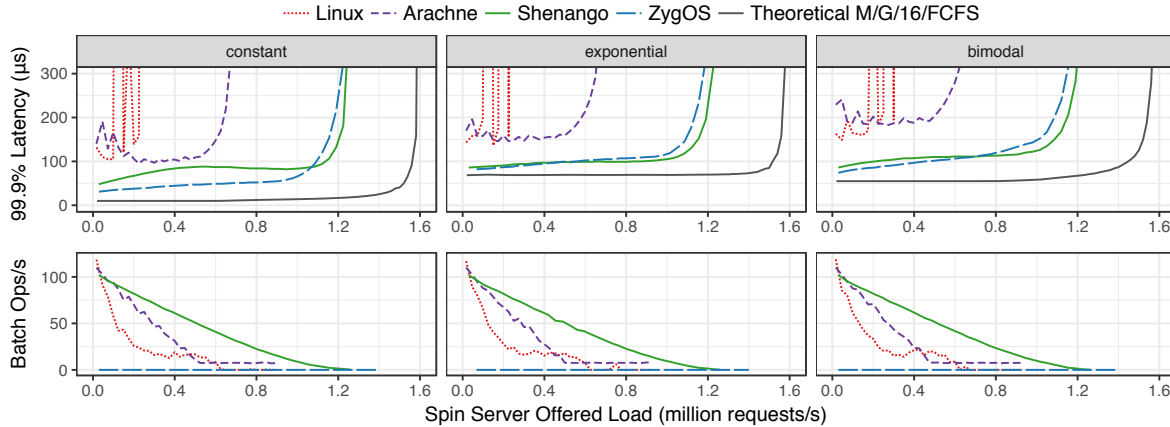 Linux Arachne Shenango ZygOS Theoretical M/G/16/FCFS
constant exponential bimodal
99.9% Latency (µs)
300
200
100
0
0.0 0.4 0.8 1.2 1.6 0.0 0.4 0.8 1.2 1.6 0.0 0.4 0.8 1.2 1.6
Batch Ops/s
100
50
0
0.0 0.4 0.8 1.2 1.6 0.0 0.4 0.8 1.2 1.6 0.0 0.4 0.8 1.2 1.6
Spin Server Offered Load (million requests/s)